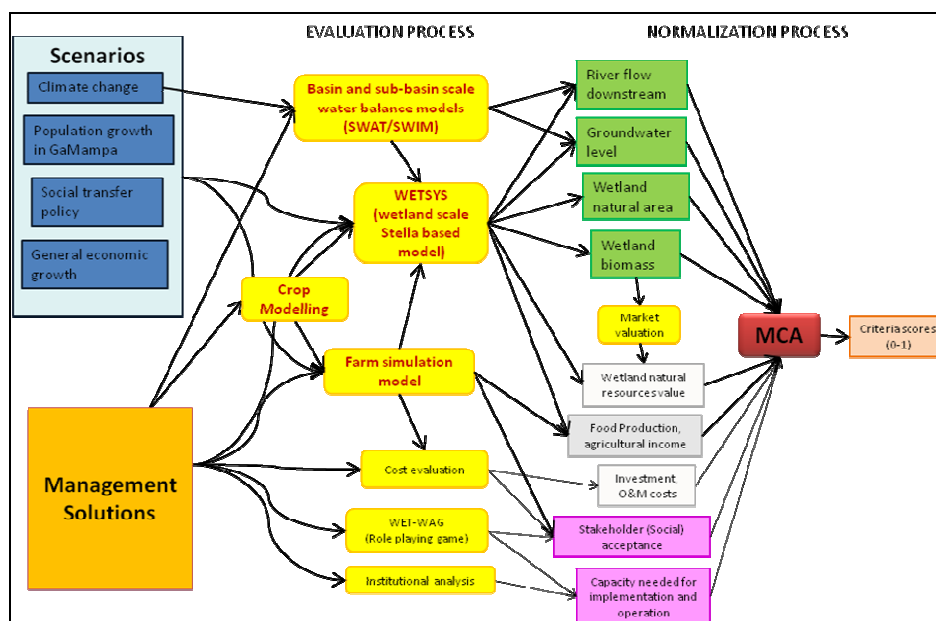 EVALUATION PROCESS
NORMALIZATION PROCESS
Scenarios
Climate change
Population growth
in GaMampa
Social transfer
policy
General economic
growth
Management
Solutions
Basin and sub-basin scale
water balance models
(SWAT/SWIM)
WETSYS
(wetland scale
Stella based
model)
Crop
Modelling
Farm simulation
model
Cost evaluation
WET-WAG
(Role playing game)
Institutional analysis
River flow
downstream
Groundwater
level
Wetland
natural area
Wetland
biomass
Market
valuation
Wetland natural
resources value
Food Production,
agricultural income
Investment,
O&M costs
Stakeholder (Social)
acceptance
Capacity needed for
implementation and
operation
MCA
Criteria scores
(0-1)